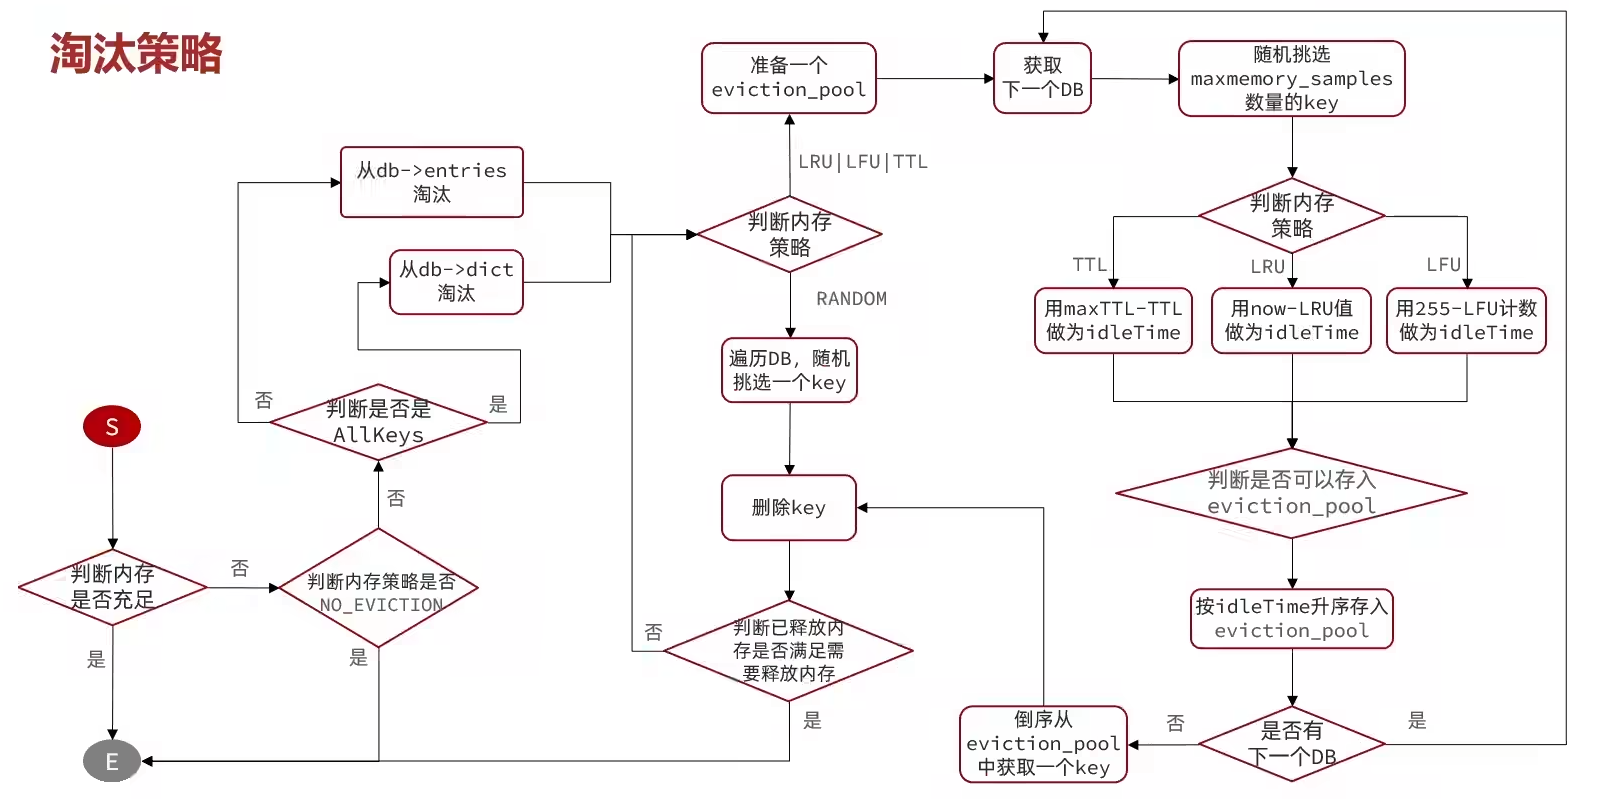 淘汰策略
准备一个
eviction_pool
获取
下一个DB
随机挑选
maxmemory_samples
数量的key
LRU|LFU|TTL
从db->entries
淘汰
判断内存
策略
判断内存
策略
从db->dict
淘汰
RANDOM
TTL
LRU
LFU
用maxTTL-TTL
做为idleTime
用now-LRU值
做为idleTime
用255-LFU计数
做为idleTime
遍历DB，随机
挑选一个key
否
判断是否是
AllKeys
是
S
判断是否可以存入
eviction_pool
否
删除key
判断内存
是否充足
否
判断内存策略是否
NO_EVICTION
按idleTime升序存入
eviction_pool
否
判断已释放内
存是否满足需
要释放内存
是
是
是
倒序从
eviction_pool
中获取一个key
否
是否有
下一个DB
是
E